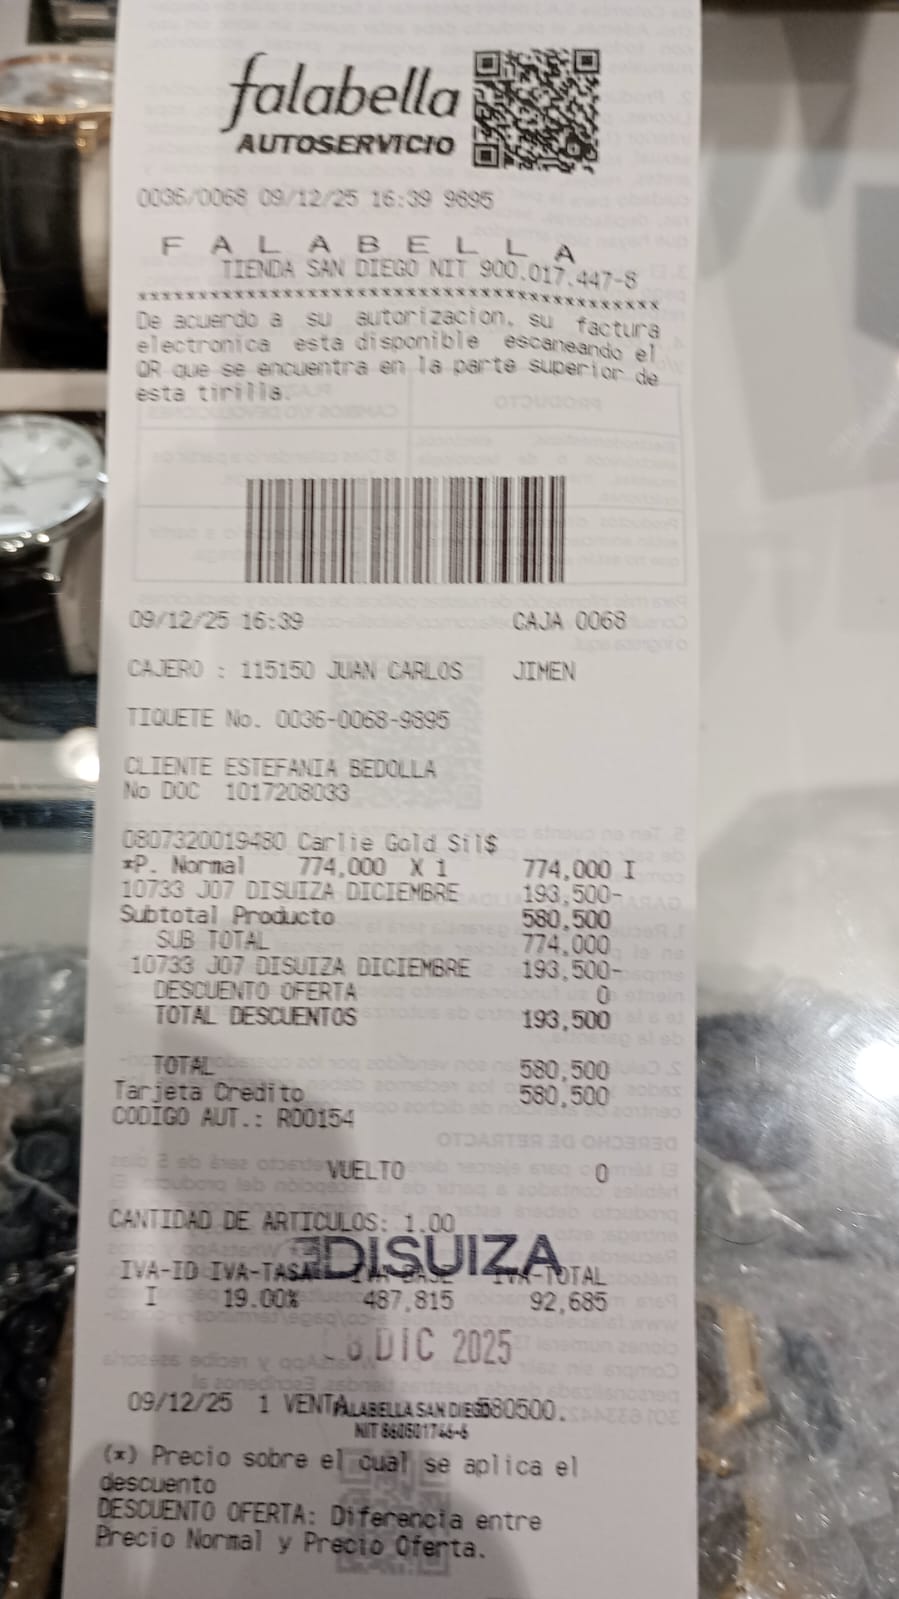 falabella
AUTOSERVICIO
0036/0068 09/12/25 16:39 9895
F A L A B E L L A
TIENDA SAN DIEGO NIT 900.017.447-8
De acuerdo a su autorizacion, su factura
electronica esta disponible escaneando el
QR que se encuentra en la parte superior de
esta tirilla.
09/12/25 16:39 CAJA 0068
CAJERO : 115150 JUAN CARLOS JIMEN
TIQUETE No. 0036-0068-9895
CLIENTE ESTEFANIA BEDOLLA
No DOC 1017208033
0807320019480 Carlie Gold Sil$
*P. Normal 774,000 X 1 774,000 I
10733 J07 DISUIZA DICIEMBRE 193,500-
Subtotal Producto 580,500
SUB TOTAL 774,000
10733 J07 DISUIZA DICIEMBRE 193,500-
DESCUENTO OFERTA 0
TOTAL DESCUENTOS 193,500
TOTAL 580,500
Tarjeta Credito 580,500
CODIGO AUT.: R00154
VUELTO 0
CANTIDAD DE ARTICULOS: 1.00
DISUIZA
IVA-ID IVA-TASA IVA-BASE IVA-TOTAL
I 19.00% 487,815 92,685
DIC 2025
09/12/25 1 VENTA 580500.
FALABELLA SAN DIEGO
NIT 860501746-6
(*) Precio sobre el cual se aplica el
descuento
DESCUENTO OFERTA: Diferencia entre
Precio Normal y Precio Oferta.